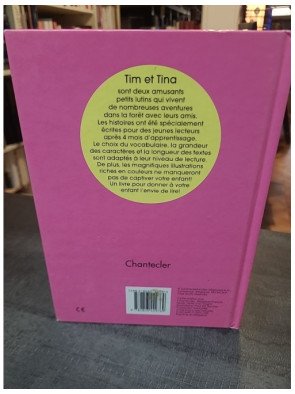 Tim et Tina
sont deux amusants
petits lutins qui vivent
de nombreuses aventures
dans la forêt avec leurs amis.
Les histoires ont été spécialement
écrites pour des jeunes lecteurs
après 4 mois d'apprentissage.
Le choix du vocabulaire, la grandeur
des caractères et la longueur des textes
sont adaptés à leur niveau de lecture.
De plus, les magnifiques illustrations
riches en couleurs ne manqueront
pas de captiver votre enfant!
Un livre pour donner à votre
enfant l'envie de lire!
Chantecler
CE